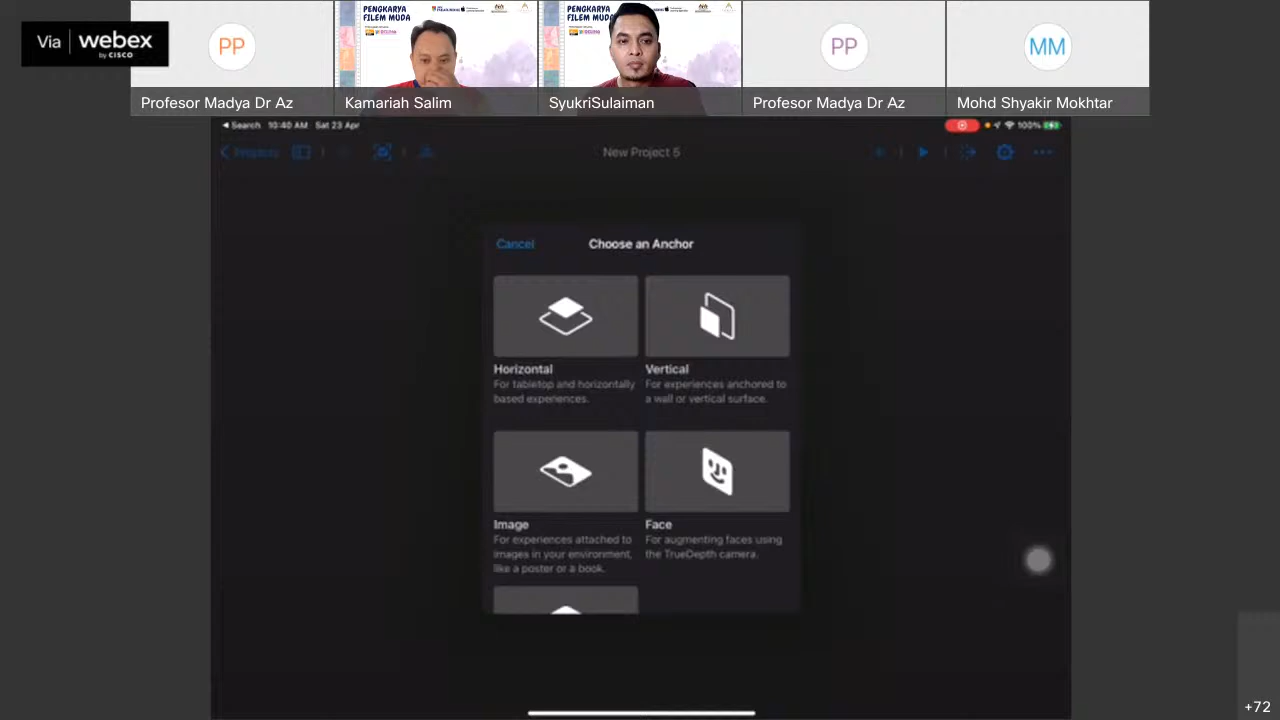 Via | webex
by CISCO
PP
PENGKARYA
FILEM MUDA
PENGKARYA
FILEM MUDA
PP
MM
Profesor Madya Dr Az
Kamariah Salim
SyukriSulaiman
Profesor Madya Dr Az
Mohd Shyakir Mokhtar
Search 10:40 AM Sat 23 Apr
100%
Projects
New Project 5
Cancel
Choose an Anchor
Horizontal
For tabletop and horizontally
based experiences.
Vertical
For experiences anchored to
a wall or vertical surface.
Image
For experiences attached to
images in your environment,
like a poster or a book.
Face
For augmenting faces using
the TrueDepth camera.
+72